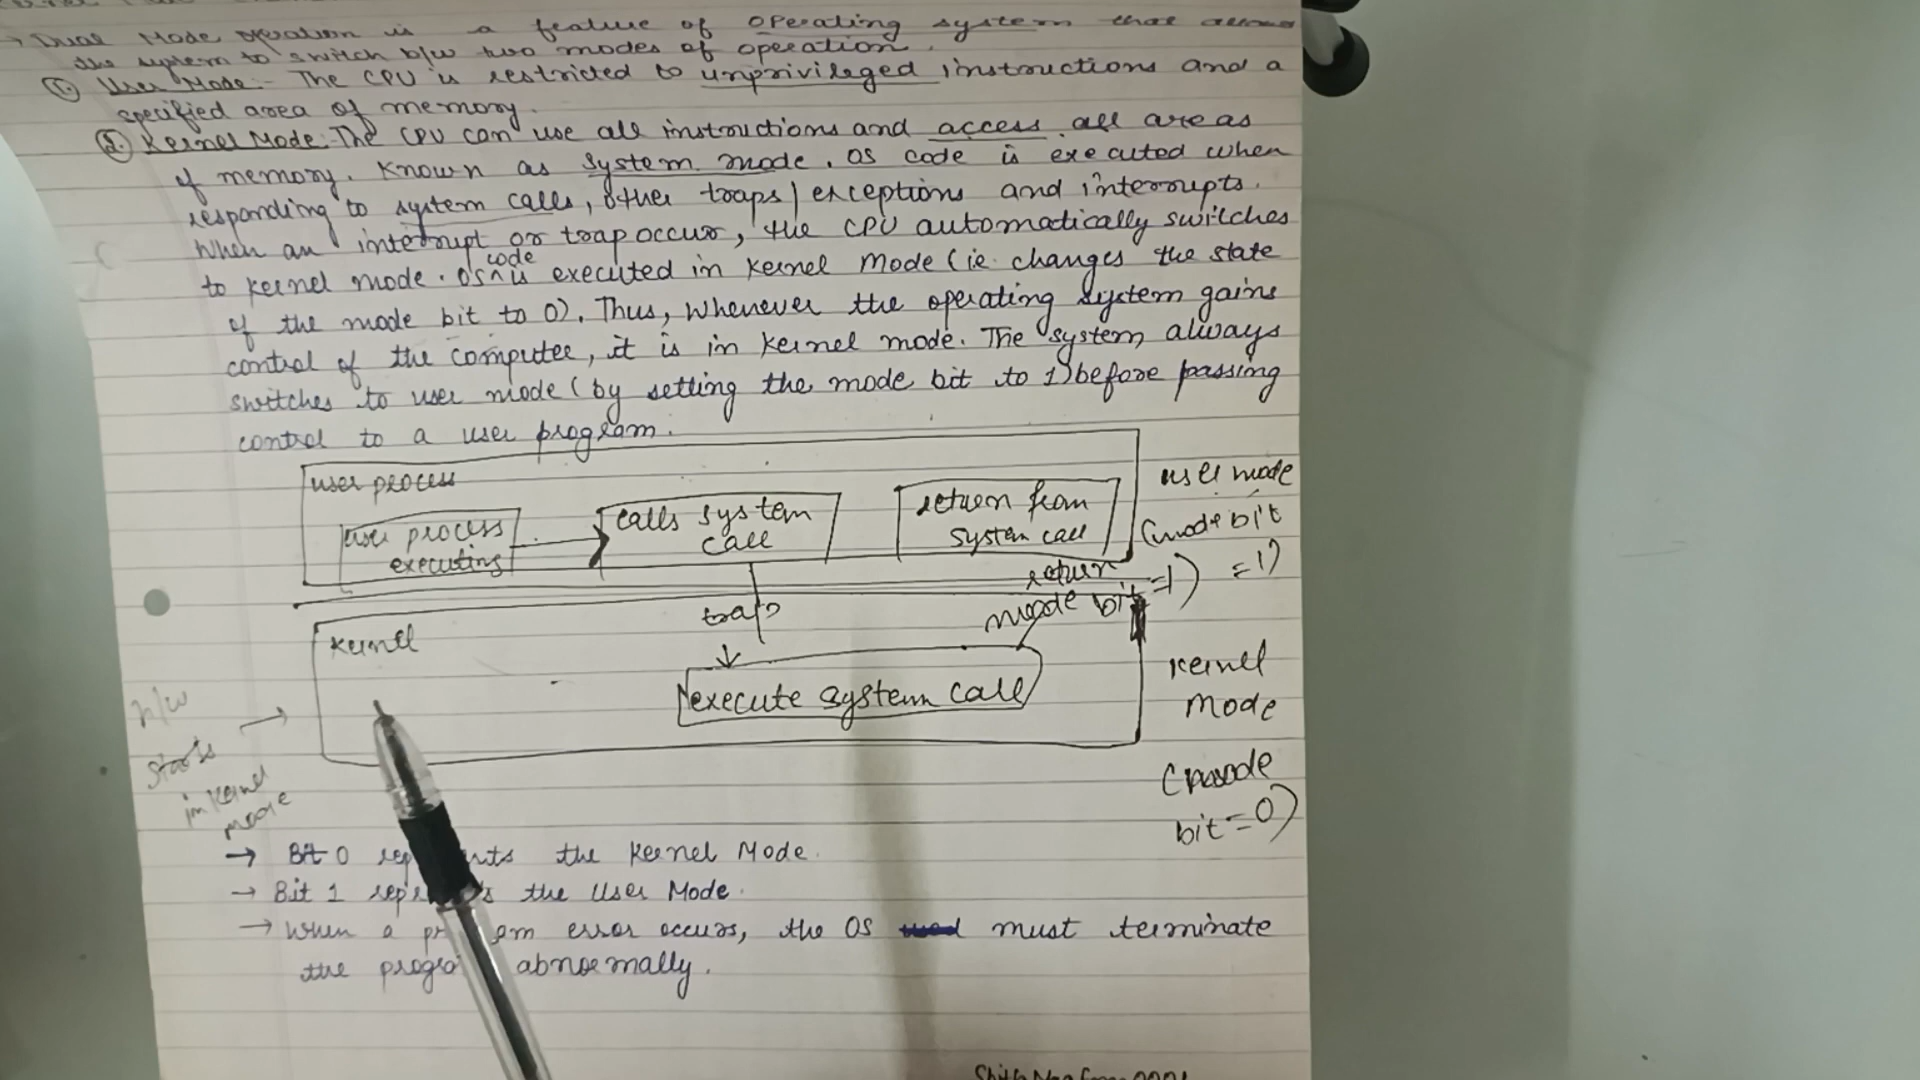 → Dual Mode operation is a feature of operating system that allows
the system to switch b/w two modes of operation.
① User Mode:- The CPU is restricted to unprivileged instructions and a
specified area of memory.
②. Kernel Mode:- The CPU can use all instructions and access all areas
of memory. Known as system mode. OS code is executed when
responding to system calls, other traps/exceptions and interrupts.
When an interrupt or trap occurs, the CPU automatically switches
to kernel mode. OS code is executed in kernel mode (ie. changes the state
of the mode bit to 0). Thus, whenever the operating system gains
control of the computer, it is in kernel mode. The system always
switches to user mode (by setting the mode bit to 1) before passing
control to a user program.
user process
user process
executing
calls system
call
return from
system call
user mode
(mode bit
=1)
trap
return
mode bit=1)
kernel
execute system call
kernel
mode
(mode
bit=0)
h/w
starts
in kernel
mode
→ Bit 0 the Kernel Mode.
→ Bit 1 the User Mode.
→ When a error occurs, the OS must terminate
the abnormally.